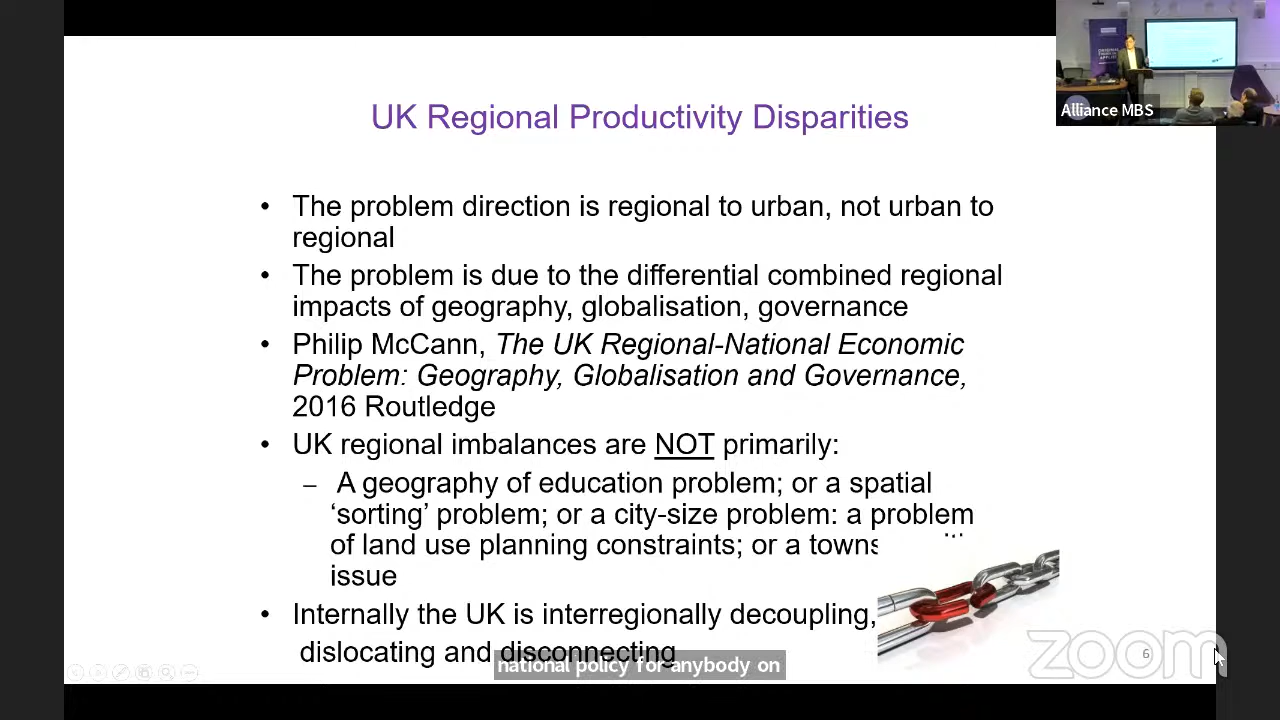 Alliance MBS
UK Regional Productivity Disparities
• The problem direction is regional to urban, not urban to
regional
• The problem is due to the differential combined regional
impacts of geography, globalisation, governance
• Philip McCann, The UK Regional-National Economic
Problem: Geography, Globalisation and Governance,
2016 Routledge
• UK regional imbalances are NOT primarily:
– A geography of education problem; or a spatial
‘sorting’ problem; or a city-size problem: a problem
of land use planning constraints; or a towns
issue
• Internally the UK is interregionally decoupling,
dislocating and disconnecting
national policy for anybody on
zoom
6